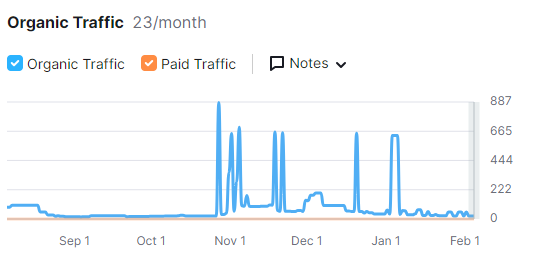 Organic Traffic 23/month
Organic Traffic Paid Traffic Notes
887
665
444
222
0
Sep 1 Oct 1 Nov 1 Dec 1 Jan 1 Feb 1